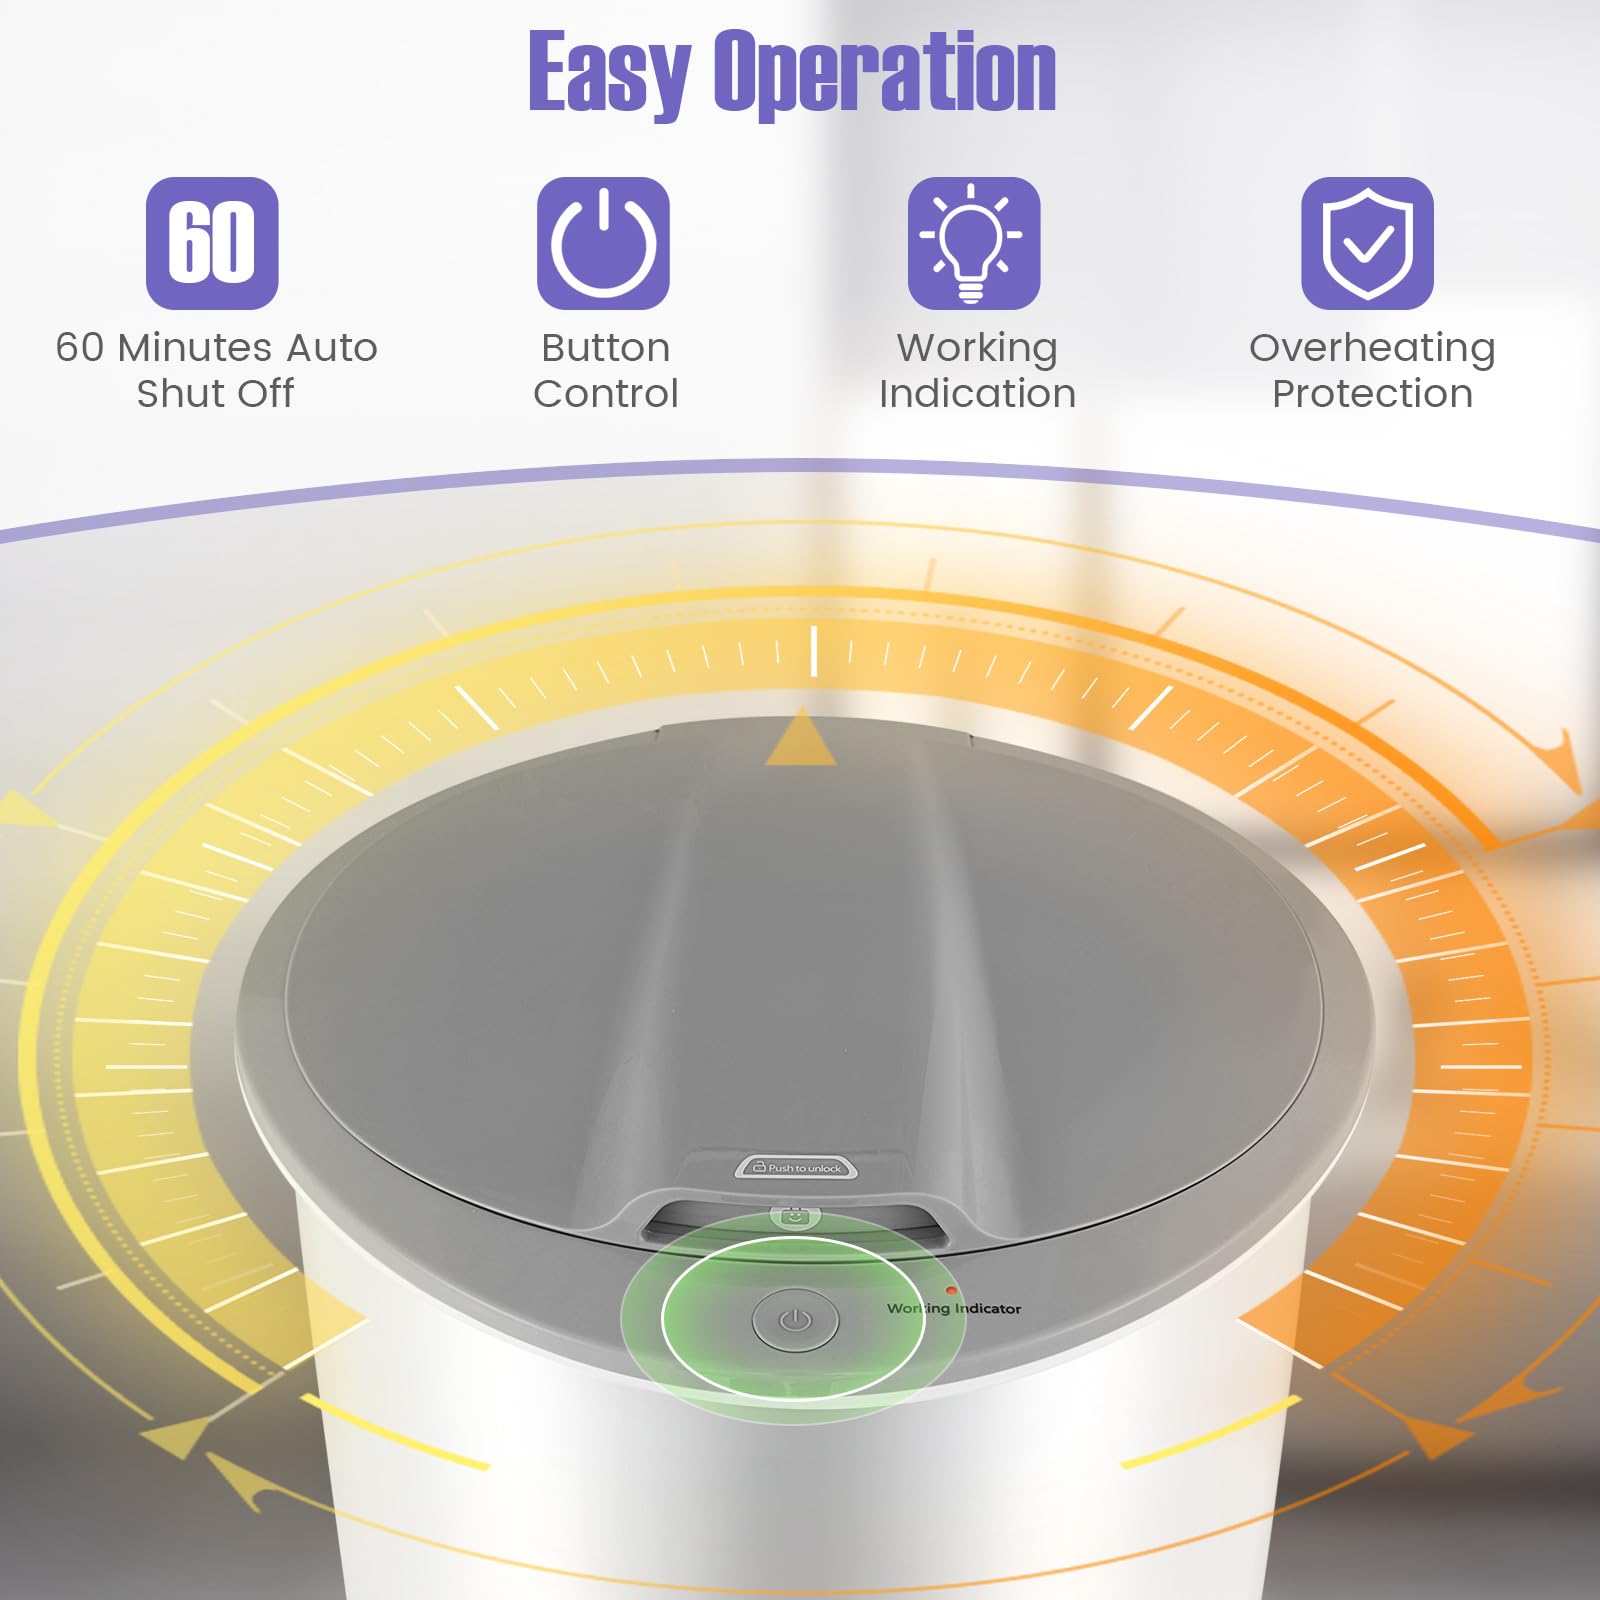 Easy Operation
60
60 Minutes Auto
Shut Off
Button
Control
Working
Indication
Overheating
Protection
Push to unlock
Working Indicator